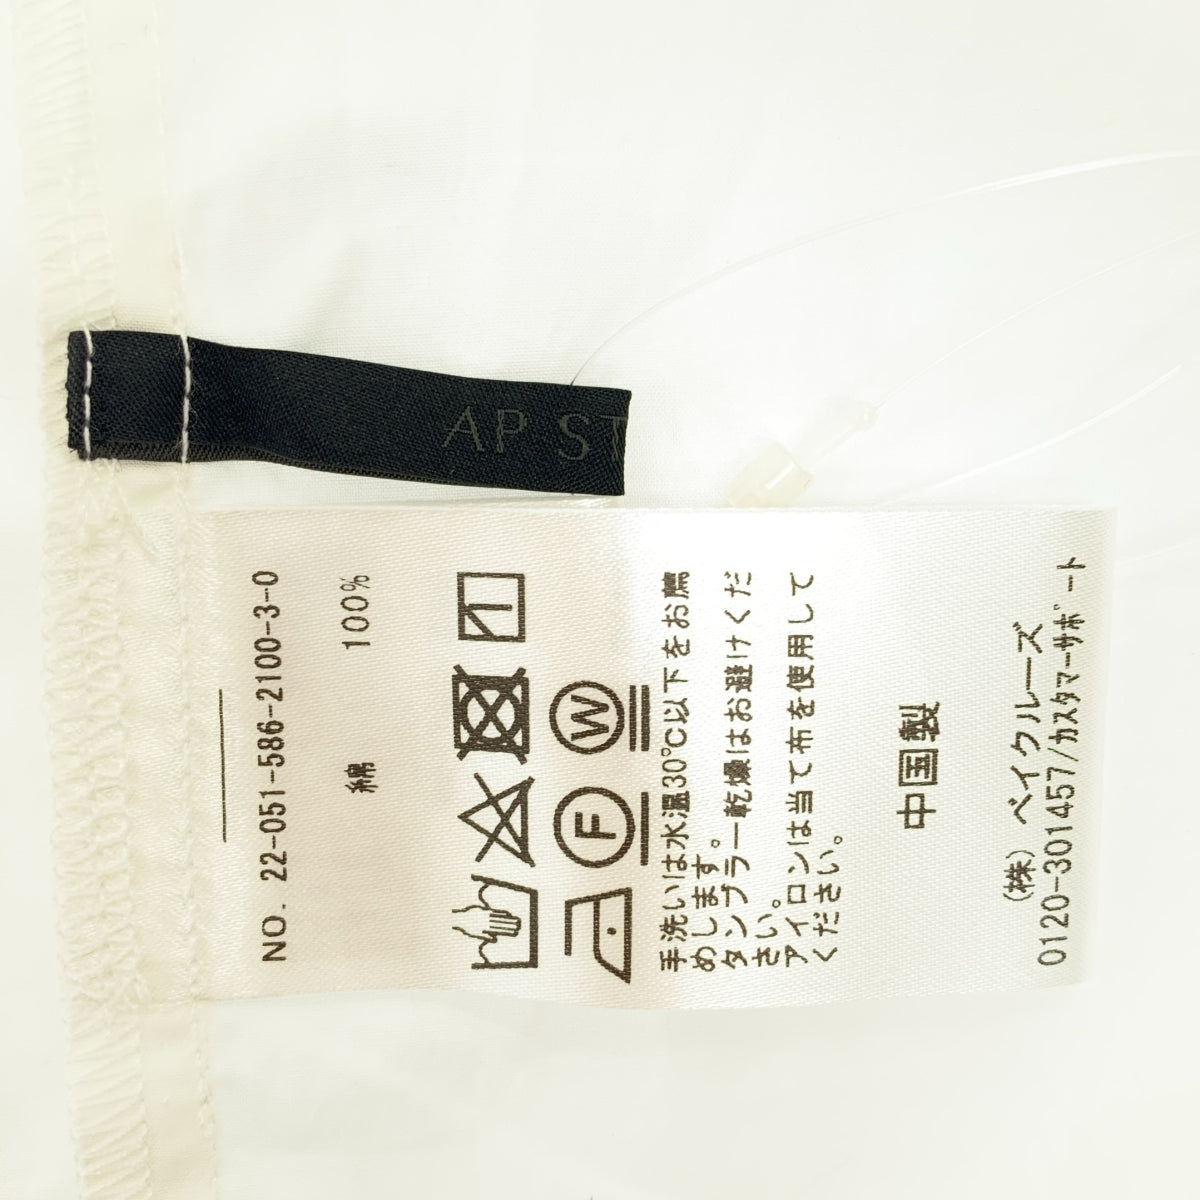 AP ST
NO. 22-051-586-2100-3-0
綿 100%
F W
手洗いは水温30℃以下をお薦
めします。
タンブラー乾燥はお避けくだ
さい。
アイロンは当て布を使用して
ください。
中国製
(株) ベイクルーズ
0120-301457/カスタマーサポート